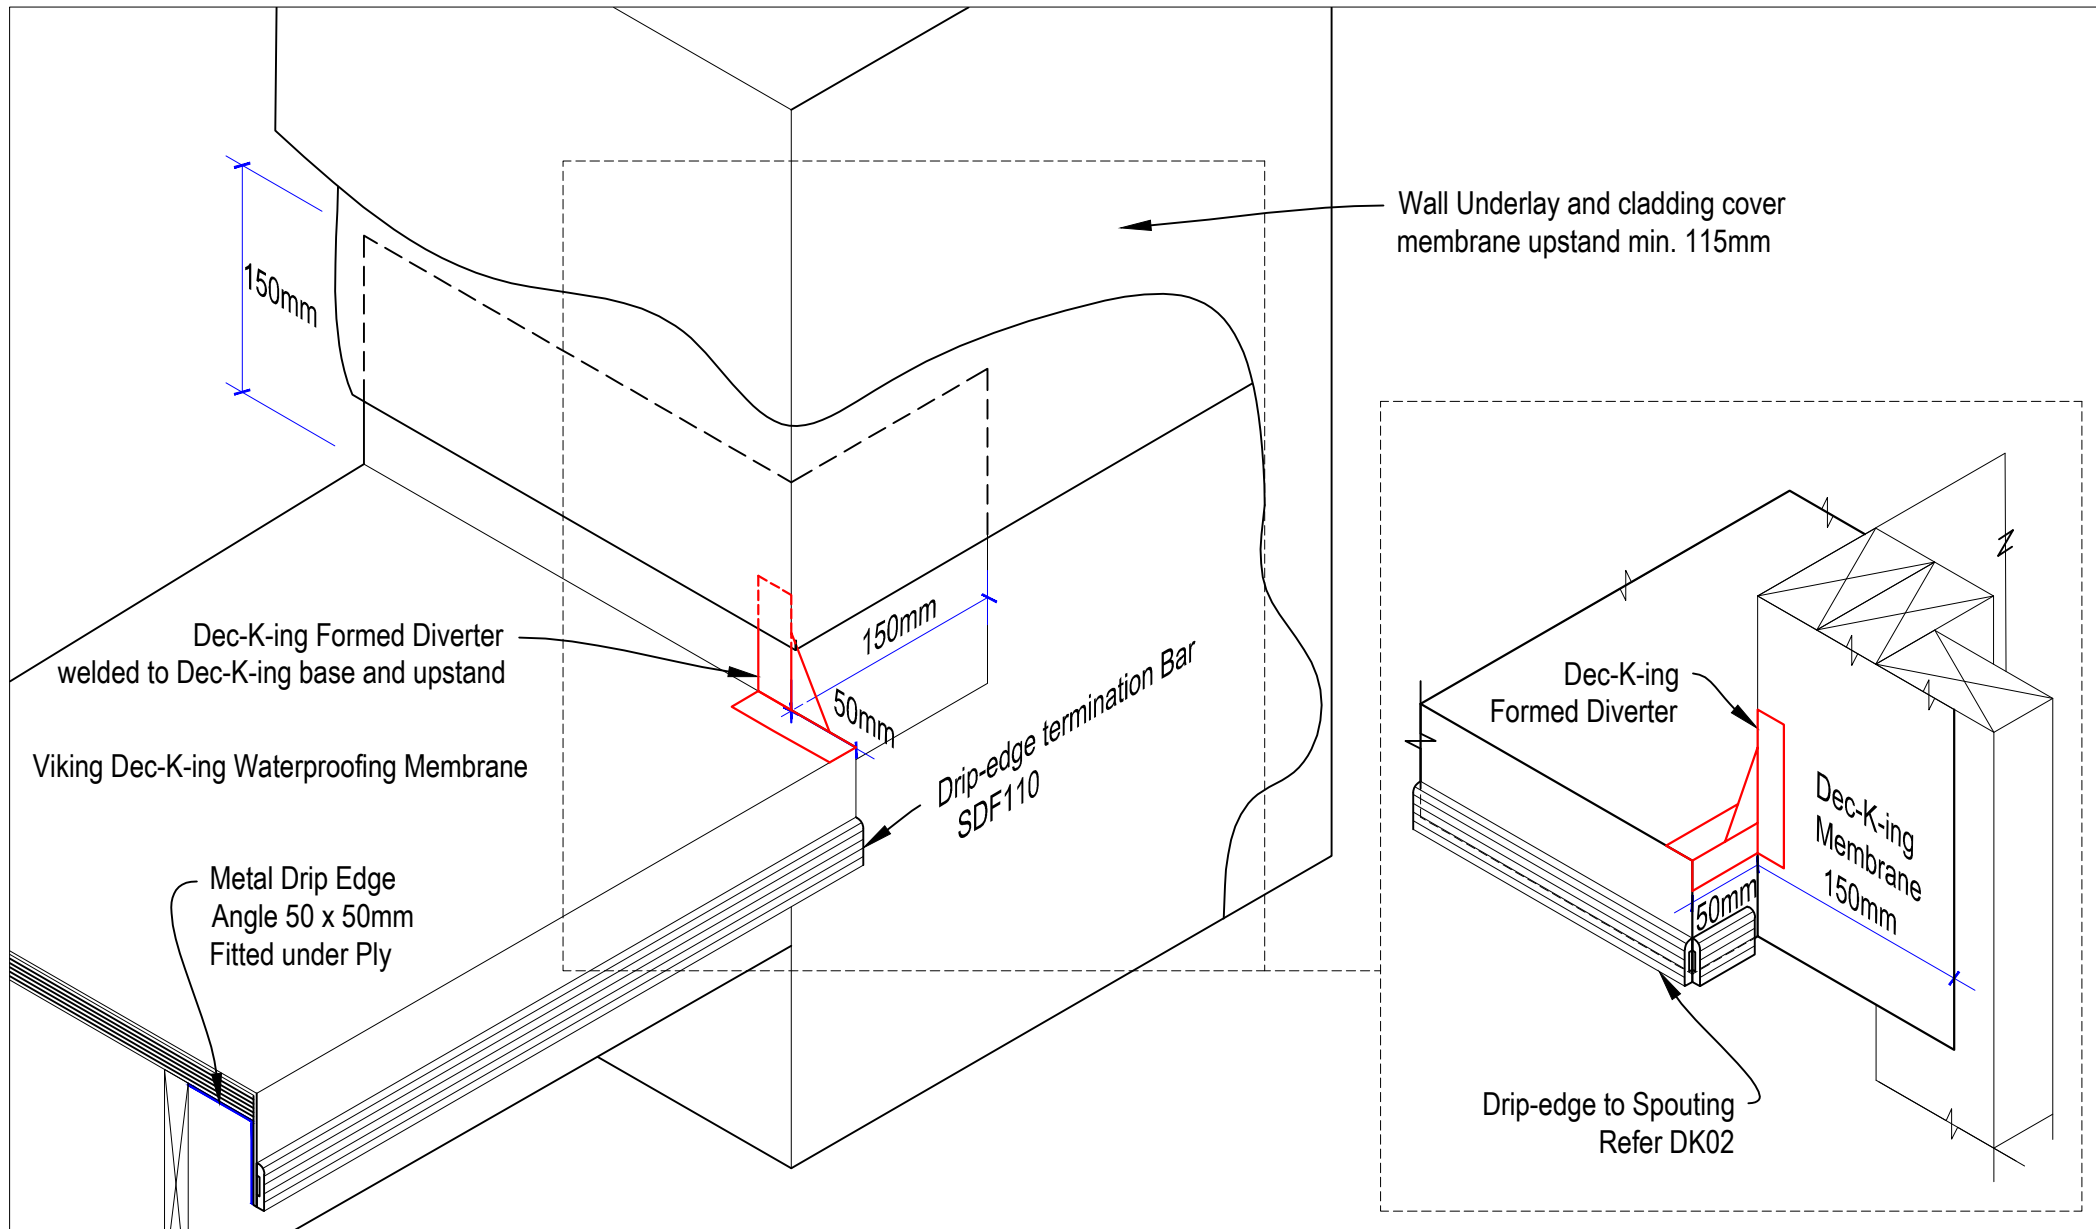 Wall Underlay and cladding cover
membrane upstand min. 115mm
150mm
Dec-K-ing Formed Diverter
welded to Dec-K-ing base and upstand
150mm
50mm
Drip-edge termination Bar
SDF110
Viking Dec-K-ing Waterproofing Membrane
Metal Drip Edge
Angle 50 x 50mm
Fitted under Ply
Dec-K-ing
Formed Diverter
Dec-K-ing
Membrane
150mm
50mm
Drip-edge to Spouting
Refer DK02